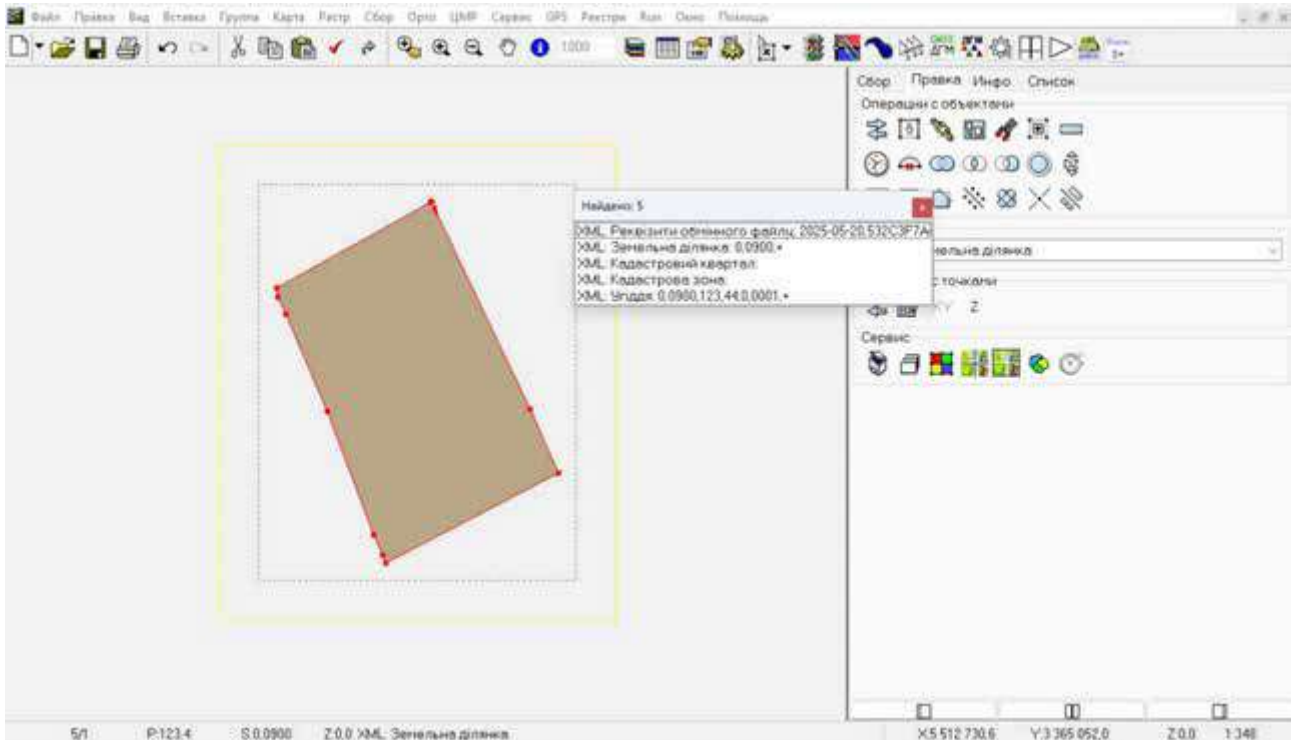 Файл Правка Вид Вставка Группа Карта Растр Сбор Орто ЦМР Сервис GPS Реестры Run Окно Помощь
1000
Сбор Правка Инфо Список
Операции с объектами
Найдено: 5
XML: Реквізити обмінного файлу; 2025-05-20,532C3F7A
XML: Земельна ділянка: 0,0900,+
XML: Кадастровий квартал:
XML: Кадастрова зона:
XML: Угіддя: 0,0900,123,44,0,0001,+
ельна ділянка
с точками
Z
Сервис
5/1 P:123.4 S:0.0900 Z:0.0 XML: Земельна ділянка X:5 512 730,6 Y:3 365 052,0 Z:0.0 1:348